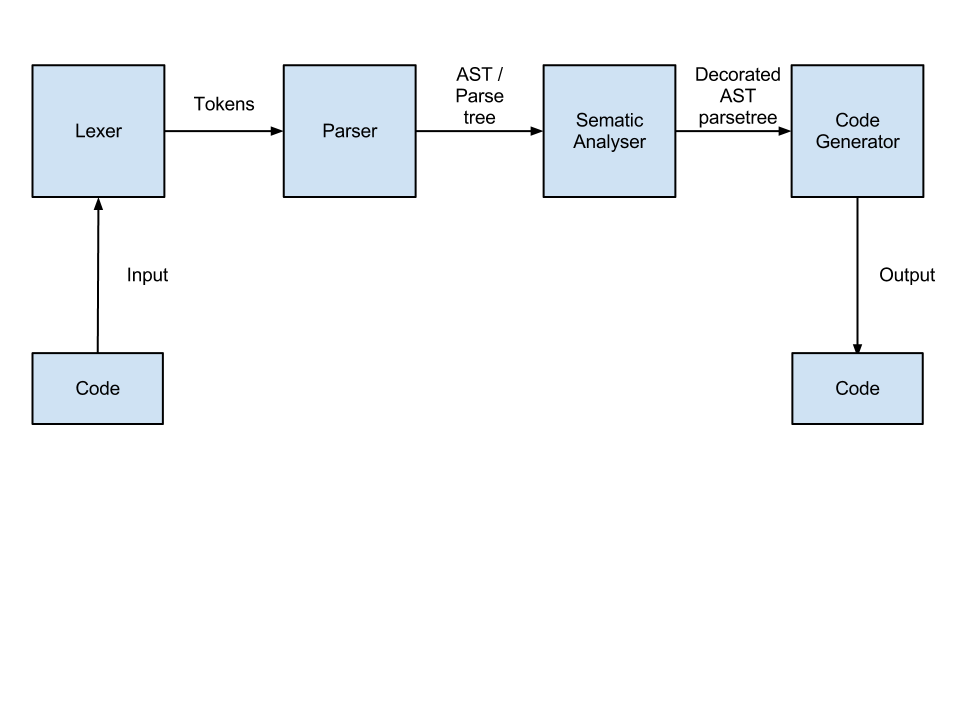 Lexer
Tokens
Parser
AST /
Parse
tree
Sematic
Analyser
Decorated
AST
parsetree
Code
Generator
Input
Output
Code
Code